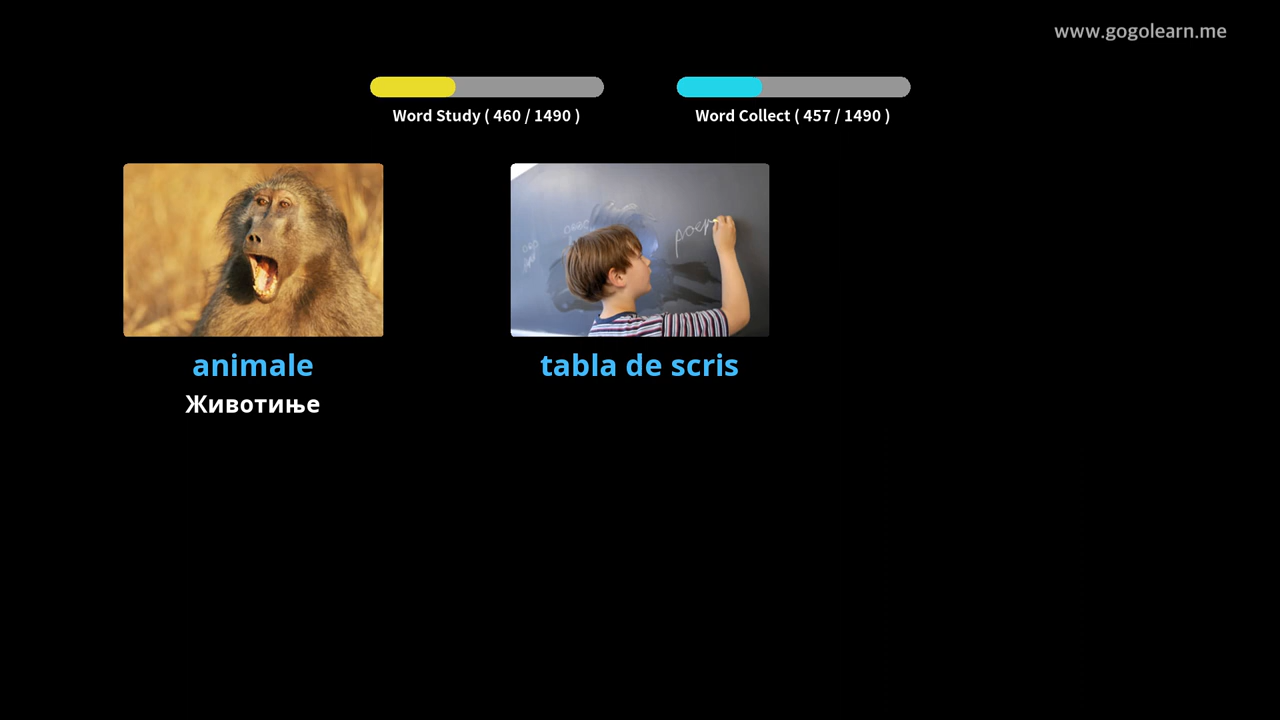 www.gogolearn.me
Word Study ( 460 / 1490 )
Word Collect ( 457 / 1490 )
animale
Животиње
tabla de scris